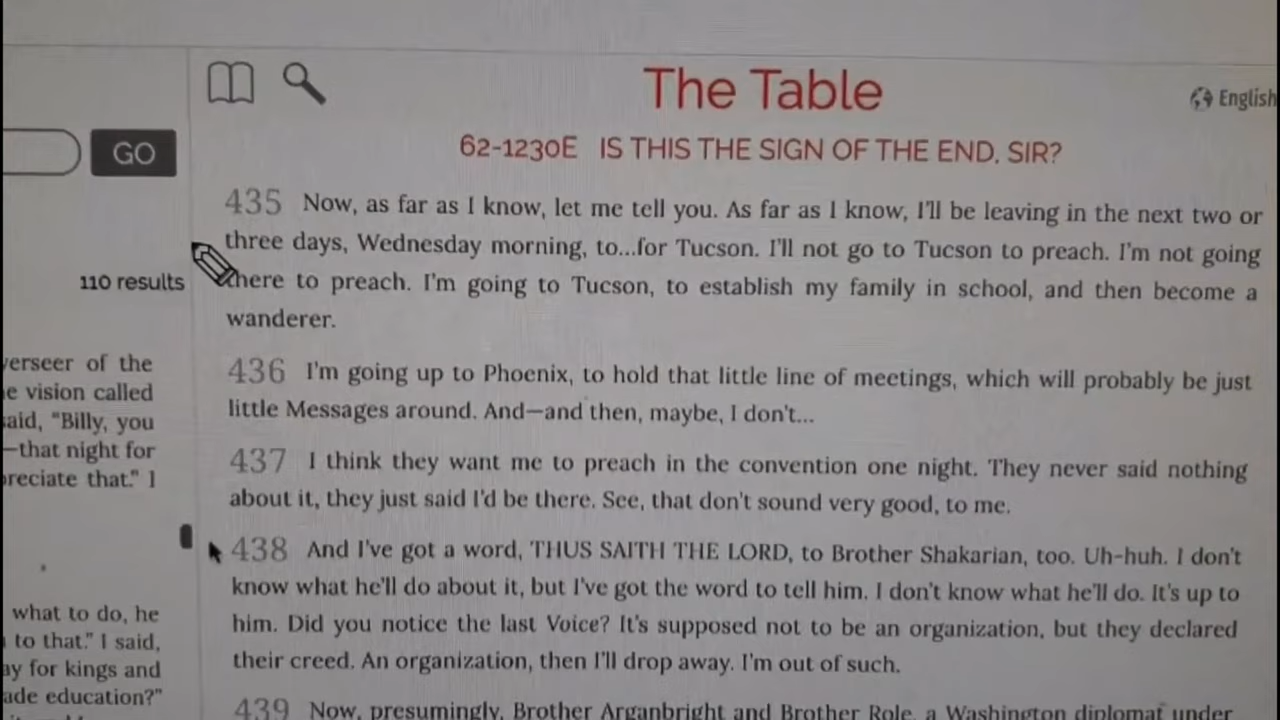 The Table
English
62-1230E IS THIS THE SIGN OF THE END, SIR?
GO
110 results
erseer of the
e vision called
said, "Billy, you
—that night for
reciate that." I
what to do, he
to that." I said,
ay for kings and
ade education?"
435 Now, as far as I know, let me tell you. As far as I know, I'll be leaving in the next two or
three days, Wednesday morning, to...for Tucson. I'll not go to Tucson to preach. I'm not going
there to preach. I'm going to Tucson, to establish my family in school, and then become a
wanderer.
436 I'm going up to Phoenix, to hold that little line of meetings, which will probably be just
little Messages around. And—and then, maybe, I don't...
437 I think they want me to preach in the convention one night. They never said nothing
about it, they just said I'd be there. See, that don't sound very good, to me.
438 And I've got a word, THUS SAITH THE LORD, to Brother Shakarian, too. Uh-huh. I don't
know what he'll do about it, but I've got the word to tell him. I don't know what he'll do. It's up to
him. Did you notice the last Voice? It's supposed not to be an organization, but they declared
their creed. An organization, then I'll drop away. I'm out of such.
439 Now, presumingly, Brother Arganbright and Brother Role, a Washington diplomat under